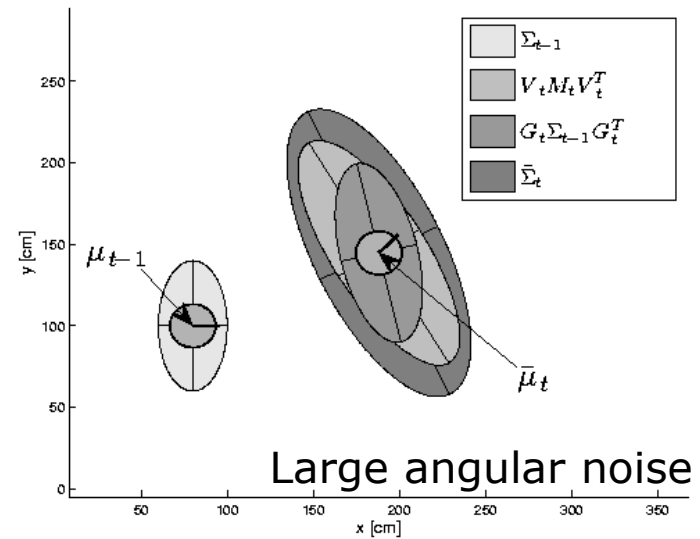 Σ_{t-1}
V_t M_t V_t^T
G_t Σ_{t-1} G_t^T
Σ̄_t
250
200
150
100
50
0
y [cm]
μ_{t-1}
μ̄_t
Large angular noise
50
100
150
200
250
300
350
x [cm]